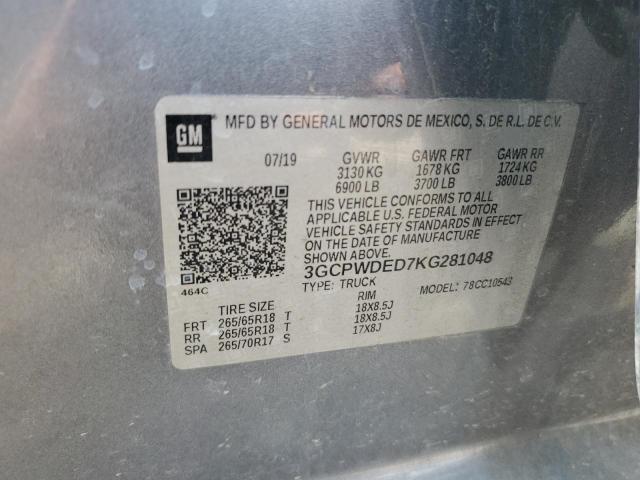 GM
MFD BY GENERAL MOTORS DE MEXICO, S. DE R.L. DE C.V.
07/19 GVWR GAWR FRT GAWR RR
3130 KG 1678 KG 1724 KG
6900 LB 3700 LB 3800 LB
THIS VEHICLE CONFORMS TO ALL
APPLICABLE U.S. FEDERAL MOTOR
VEHICLE SAFETY STANDARDS IN EFFECT
ON THE DATE OF MANUFACTURE
SHOWN ABOVE.
3GCPWDED7KG281048
TYPE: TRUCK MODEL: 78CC10543
464C
TIRE SIZE RIM
FRT 265/65R18 T 18X8.5J
RR 265/65R18 T 18X8.5J
SPA 265/70R17 S 17X8J